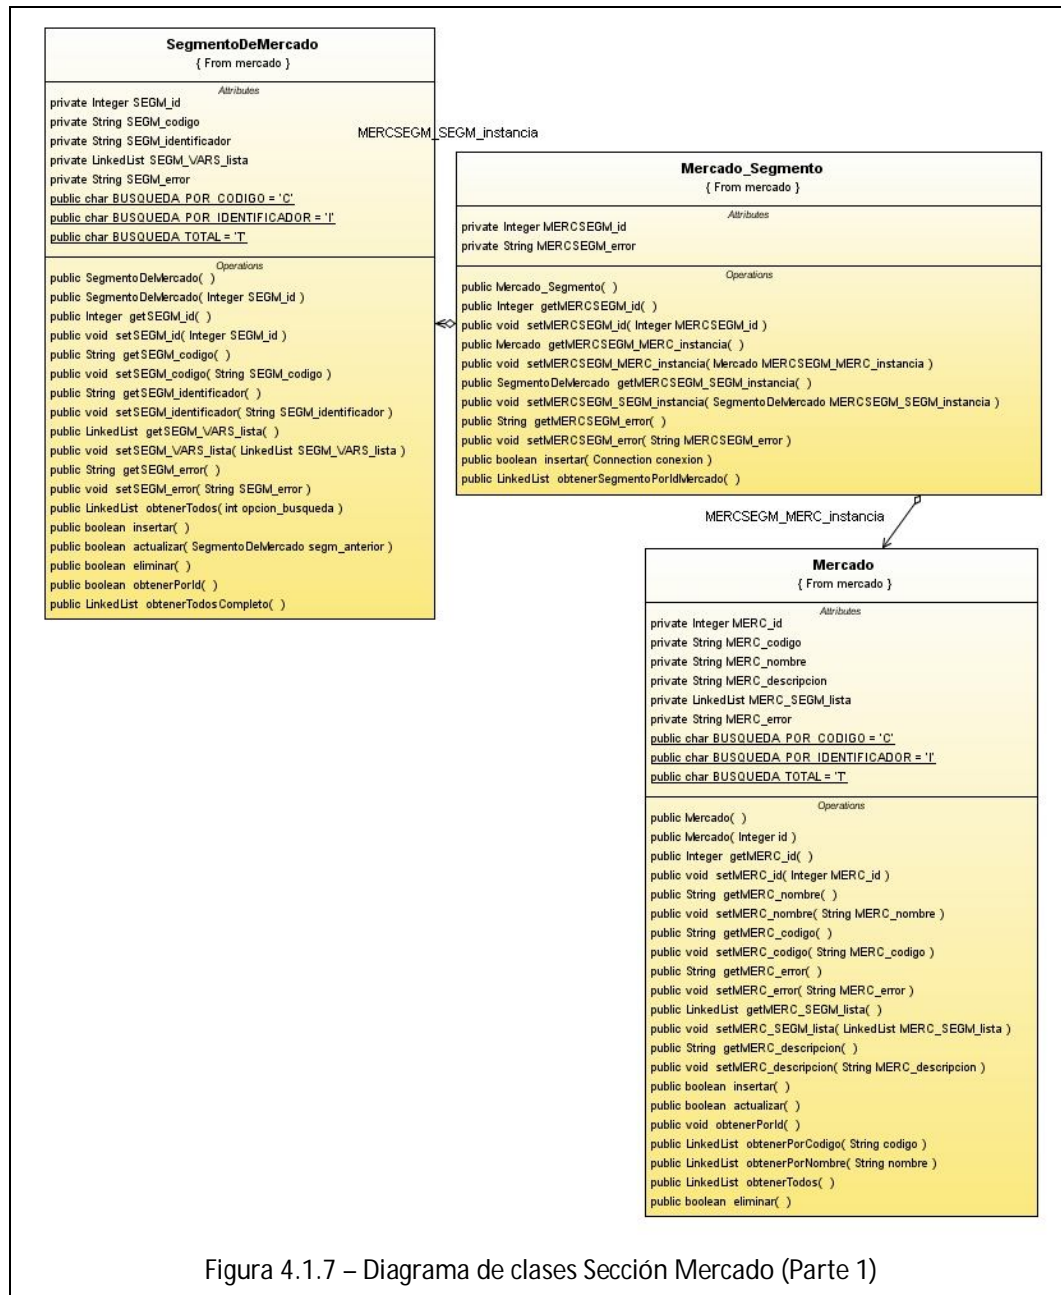 SegmentoDeMercado
{ From mercado }
Attributes
private Integer SEGM_id
private String SEGM_codigo
private String SEGM_identificador
private LinkedList SEGM_VARS_lista
private String SEGM_error
public char BUSQUEDA_POR_CODIGO = 'C'
public char BUSQUEDA_POR_IDENTIFICADOR = 'I'
public char BUSQUEDA_TOTAL = 'T'
Operations
public SegmentoDeMercado( )
public SegmentoDeMercado( Integer SEGM_id )
public Integer getSEGM_id( )
public void setSEGM_id( Integer SEGM_id )
public String getSEGM_codigo( )
public void setSEGM_codigo( String SEGM_codigo )
public String getSEGM_identificador( )
public void setSEGM_identificador( String SEGM_identificador )
public LinkedList getSEGM_VARS_lista( )
public void setSEGM_VARS_lista( LinkedList SEGM_VARS_lista )
public String getSEGM_error( )
public void setSEGM_error( String SEGM_error )
public LinkedList obtenerTodos( int opcion_busqueda )
public boolean insertar( )
public boolean actualizar( SegmentoDeMercado segm_anterior )
public boolean eliminar( )
public boolean obtenerPorId( )
public LinkedList obtenerTodosCompleto( )
MERCSEGM_SEGM_instancia
Mercado_Segmento
{ From mercado }
Attributes
private Integer MERCSEGM_id
private String MERCSEGM_error
Operations
public Mercado_Segmento( )
public Integer getMERCSEGM_id( )
public void setMERCSEGM_id( Integer MERCSEGM_id )
public Mercado getMERCSEGM_MERC_instancia( )
public void setMERCSEGM_MERC_instancia( Mercado MERCSEGM_MERC_instancia )
public SegmentoDeMercado getMERCSEGM_SEGM_instancia( )
public void setMERCSEGM_SEGM_instancia( SegmentoDeMercado MERCSEGM_SEGM_instancia )
public String getMERCSEGM_error( )
public void setMERCSEGM_error( String MERCSEGM_error )
public boolean insertar( Connection conexion )
public LinkedList obtenerSegmentoPorIdMercado( )
MERCSEGM_MERC_instancia
Mercado
{ From mercado }
Attributes
private Integer MERC_id
private String MERC_codigo
private String MERC_nombre
private String MERC_descripcion
private LinkedList MERC_SEGM_lista
private String MERC_error
public char BUSQUEDA_POR_CODIGO = 'C'
public char BUSQUEDA_POR_IDENTIFICADOR = 'I'
public char BUSQUEDA_TOTAL = 'T'
Operations
public Mercado( )
public Mercado( Integer id )
public Integer getMERC_id( )
public void setMERC_id( Integer MERC_id )
public String getMERC_nombre( )
public void setMERC_nombre( String MERC_nombre )
public String getMERC_codigo( )
public void setMERC_codigo( String MERC_codigo )
public String getMERC_error( )
public void setMERC_error( String MERC_error )
public LinkedList getMERC_SEGM_lista( )
public void setMERC_SEGM_lista( LinkedList MERC_SEGM_lista )
public String getMERC_descripcion( )
public void setMERC_descripcion( String MERC_descripcion )
public boolean insertar( )
public boolean actualizar( )
public void obtenerPorId( )
public LinkedList obtenerPorCodigo( String codigo )
public LinkedList obtenerPorNombre( String nombre )
public LinkedList obtenerTodos( )
public boolean eliminar( )
Figura 4.1.7 – Diagrama de clases Sección Mercado (Parte 1)